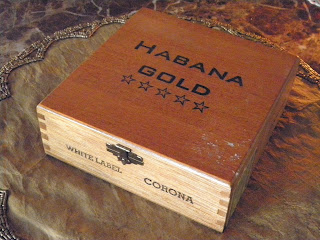 HABANA
GOLD
☆☆☆☆☆
WHITE LABEL
CORONA